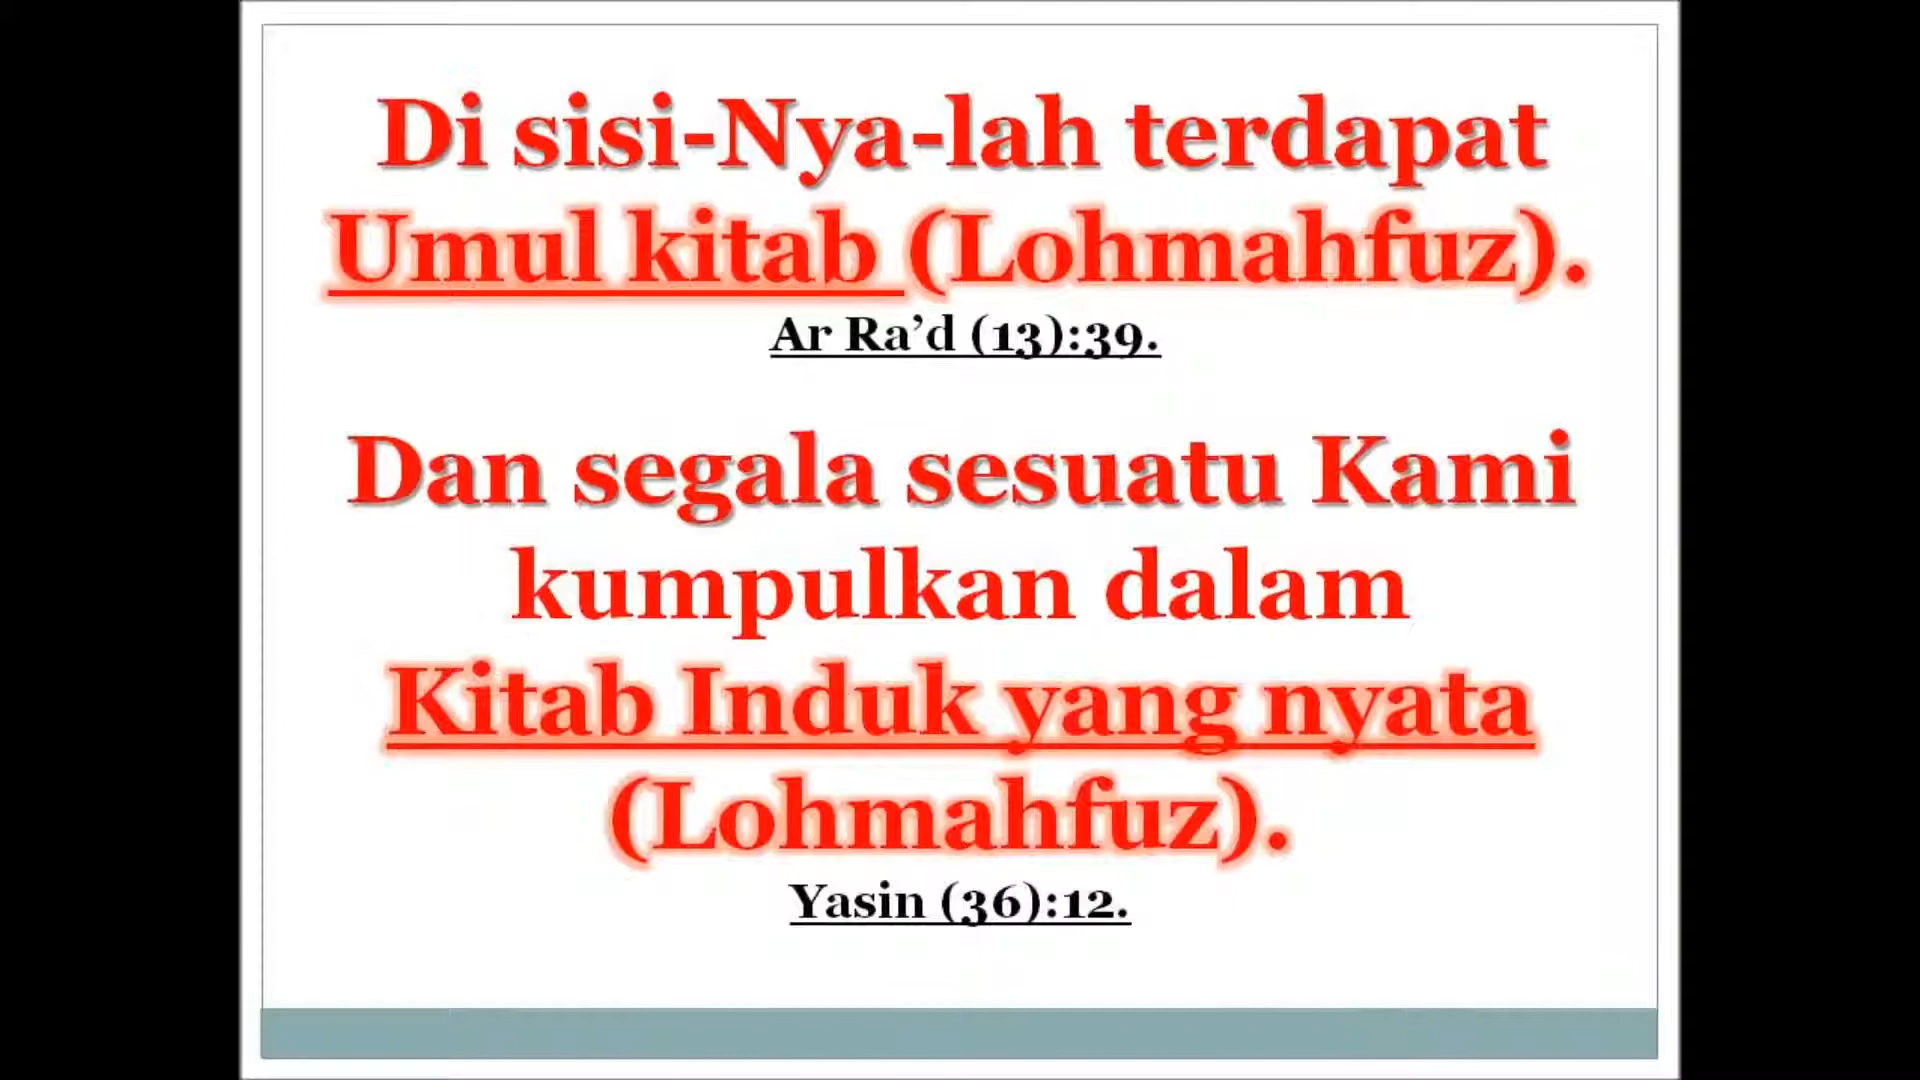 Di sisi-Nya-lah terdapat
Umul kitab (Lohmahfuz).
Ar Ra’d (13):39.
Dan segala sesuatu Kami
kumpulkan dalam
Kitab Induk yang nyata
(Lohmahfuz).
Yasin (36):12.